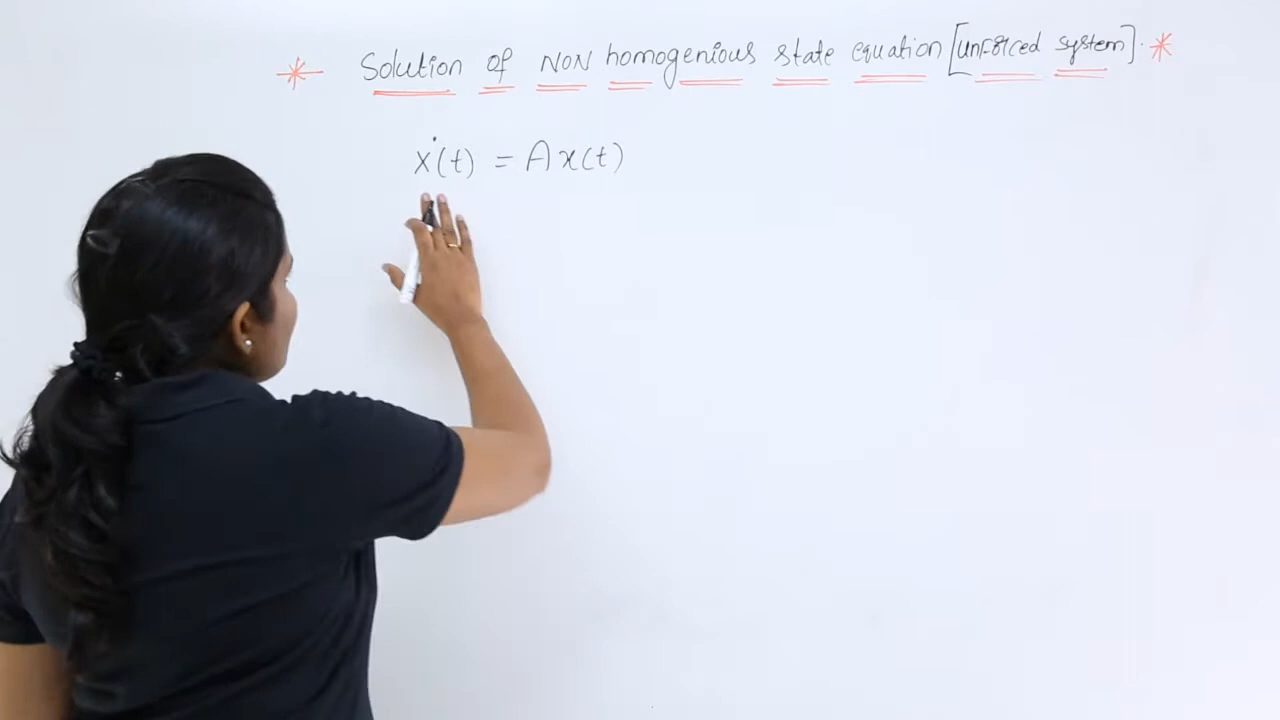 * Solution of NON homogenious state equation [unforced system]. *
ẋ(t) = A x(t)